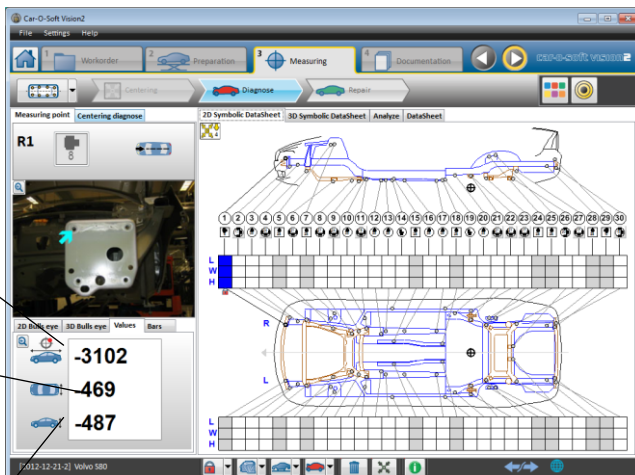 Car-O-Soft Vision2
File Settings Help
1 Workorder 2 Preparation 3 Measuring 4 Documentation car-o-soft vision2
Centering Diagnose Repair
Measuring point Centering diagnose 2D Symbolic DataSheet 3D Symbolic DataSheet Analyze DataSheet
R1
8
1 2 3 4 5 6 7 8 9 10 11 12 13 14 15 16 17 18 19 20 21 22 23 24 25 26 27 28 29 30
L
W
H
R
L
2D Bulls eye 3D Bulls eye Values Bars
-3102
-469
-487
L
W
H
[2012-12-21-2] Volvo S80